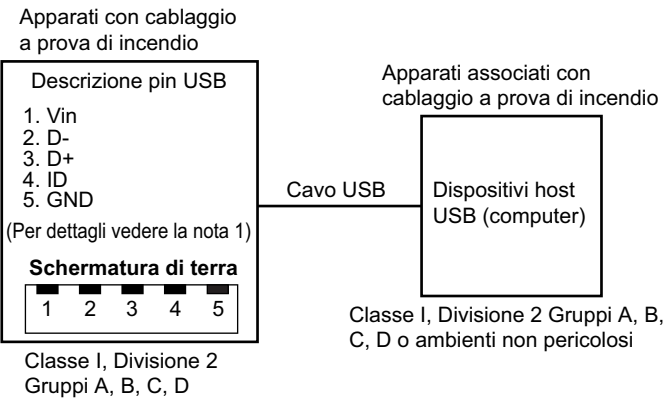 Apparati con cablaggio
a prova di incendio
Descrizione pin USB
1. Vin
2. D-
3. D+
4. ID
5. GND
(Per dettagli vedere la nota 1)
Schermatura di terra
1 2 3 4 5
Classe I, Divisione 2
Gruppi A, B, C, D
Cavo USB
Apparati associati con
cablaggio a prova di incendio
Dispositivi host
USB (computer)
Classe I, Divisione 2 Gruppi A, B,
C, D o ambienti non pericolosi